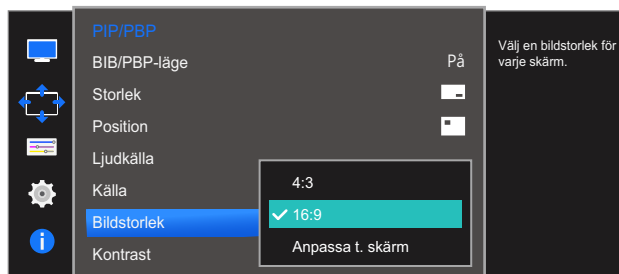 PIP/PBP
BIB/PBP-läge På
Storlek
Position
Ljudkälla
Källa
Bildstorlek
Kontrast
4:3
16:9
Anpassa t. skärm
Välj en bildstorlek för
varje skärm.